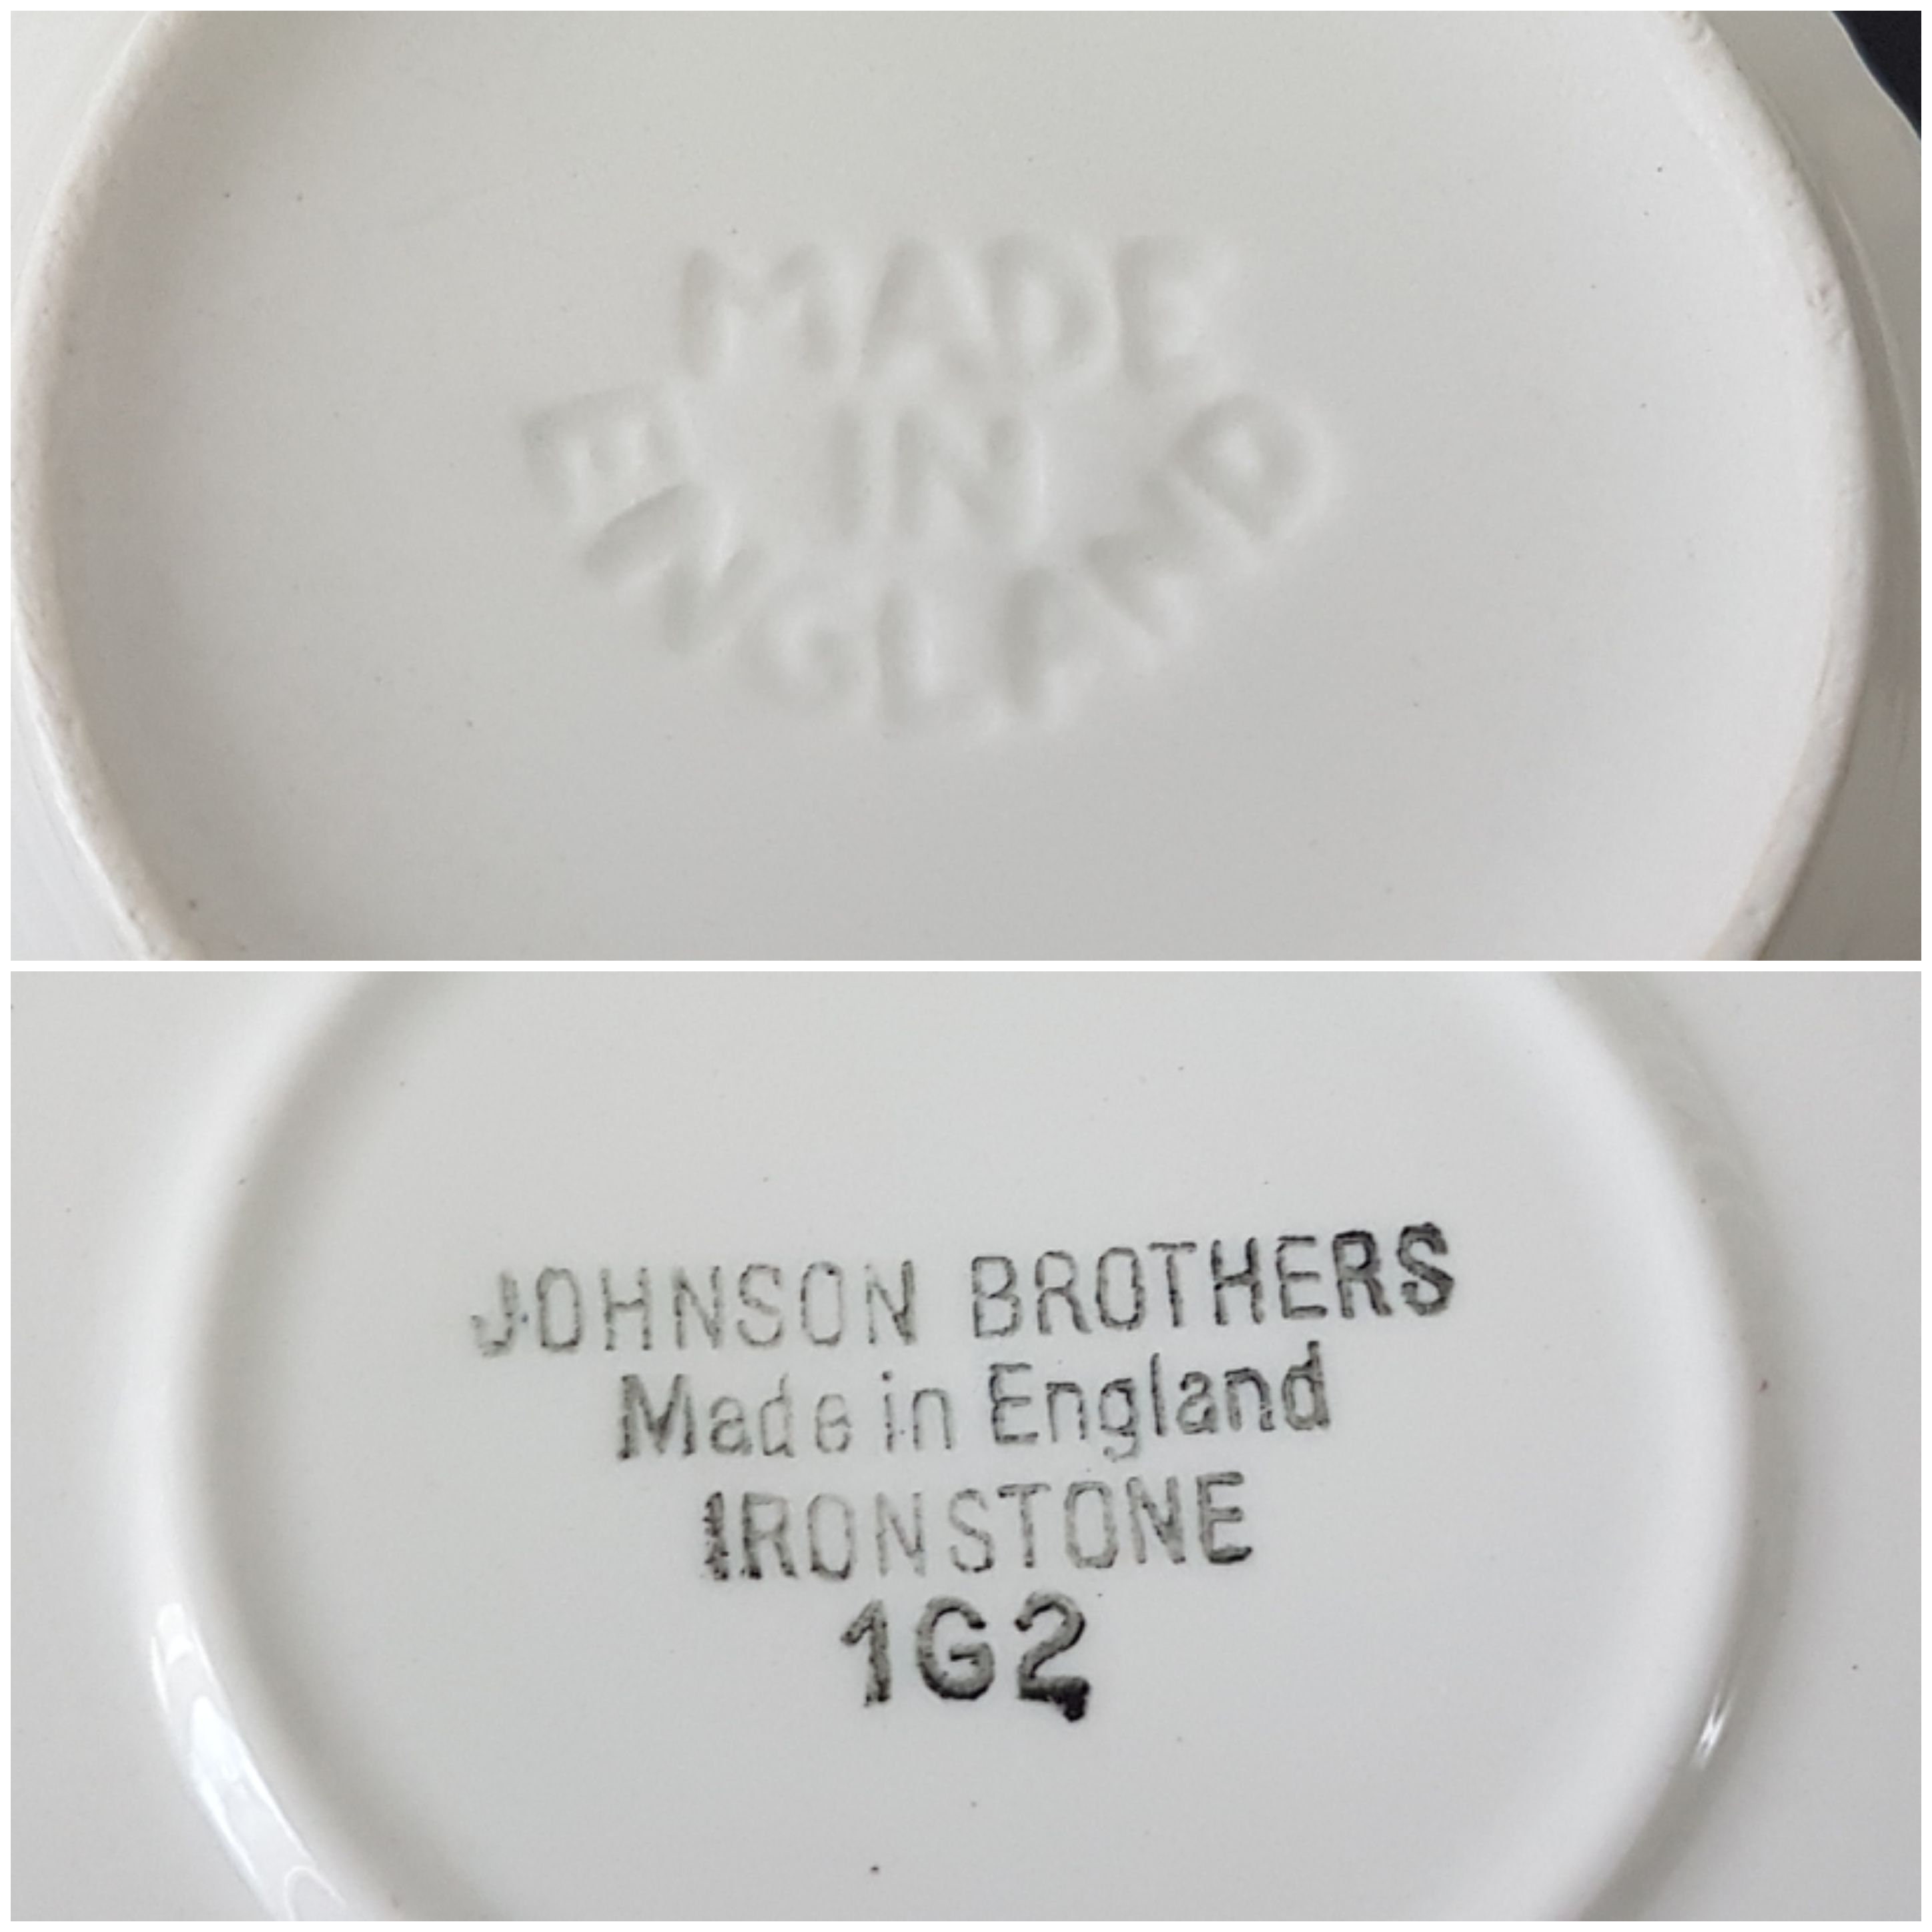 MADE
IN
ENGLAND
JOHNSON BROTHERS
Made in England
IRONSTONE
1G2